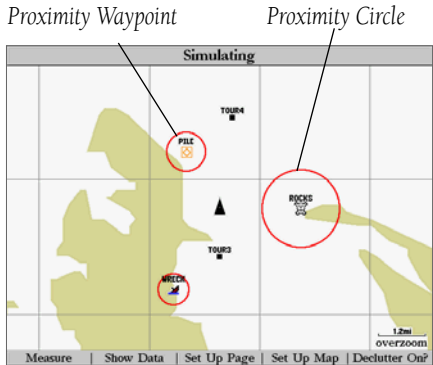 Proximity Waypoint
Proximity Circle
Simulating
TOUR4
PILE
ROCKS
TOUR3
WRECK
1.2mi
overzoom
Measure | Show Data | Set Up Page | Set Up Map | Declutter On?